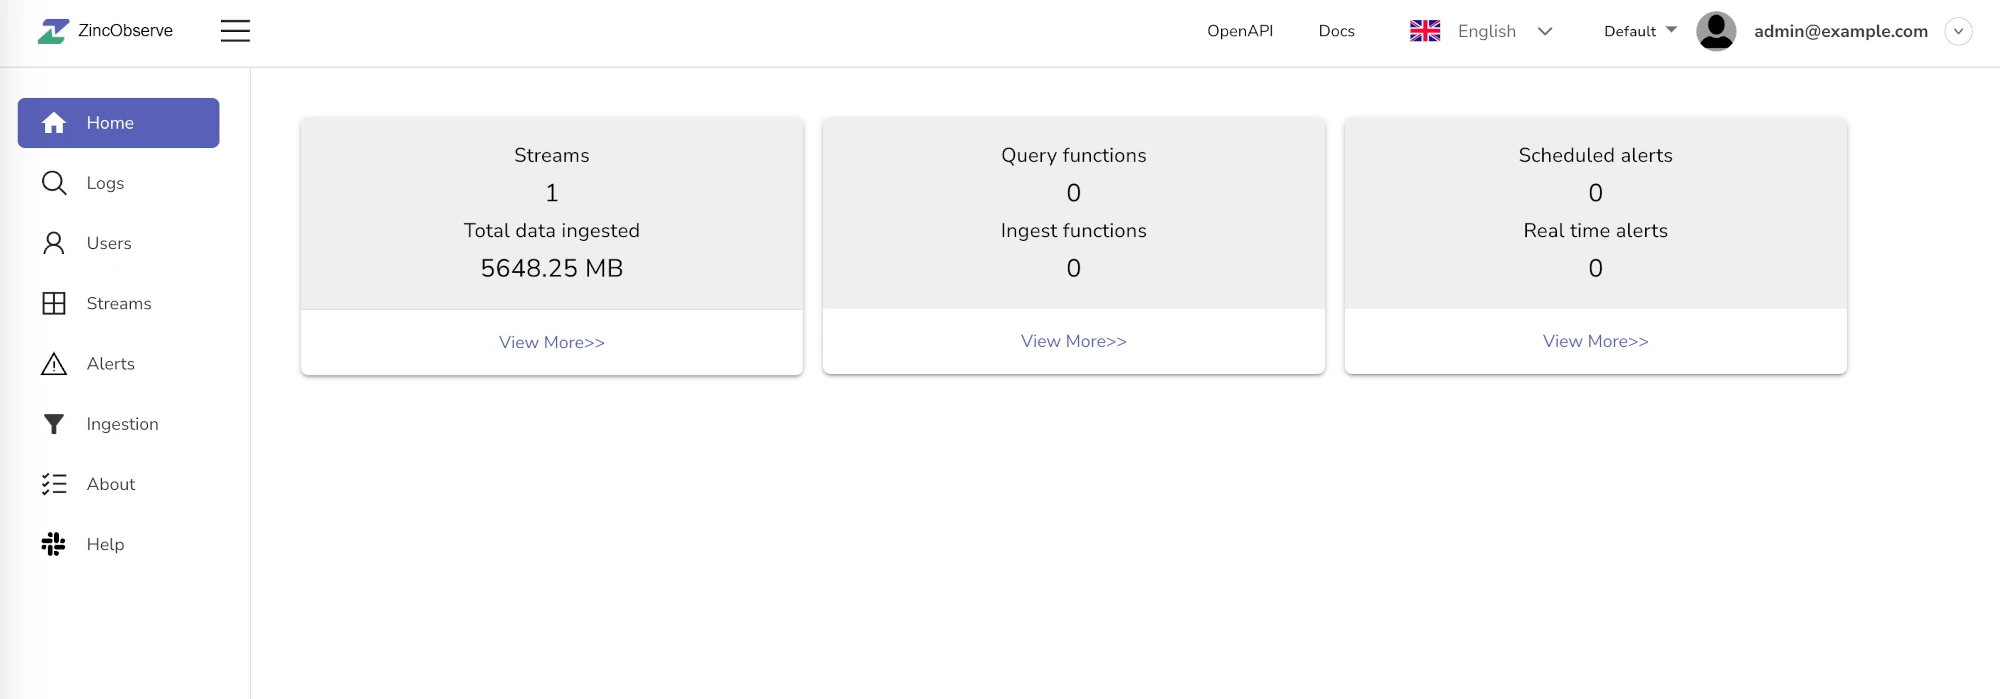 ZincObserve
OpenAPI
Docs
English
Default
admin@example.com
Home
Logs
Users
Streams
Alerts
Ingestion
About
Help
Streams
1
Total data ingested
5648.25 MB
View More>>
Query functions
0
Ingest functions
0
View More>>
Scheduled alerts
0
Real time alerts
0
View More>>